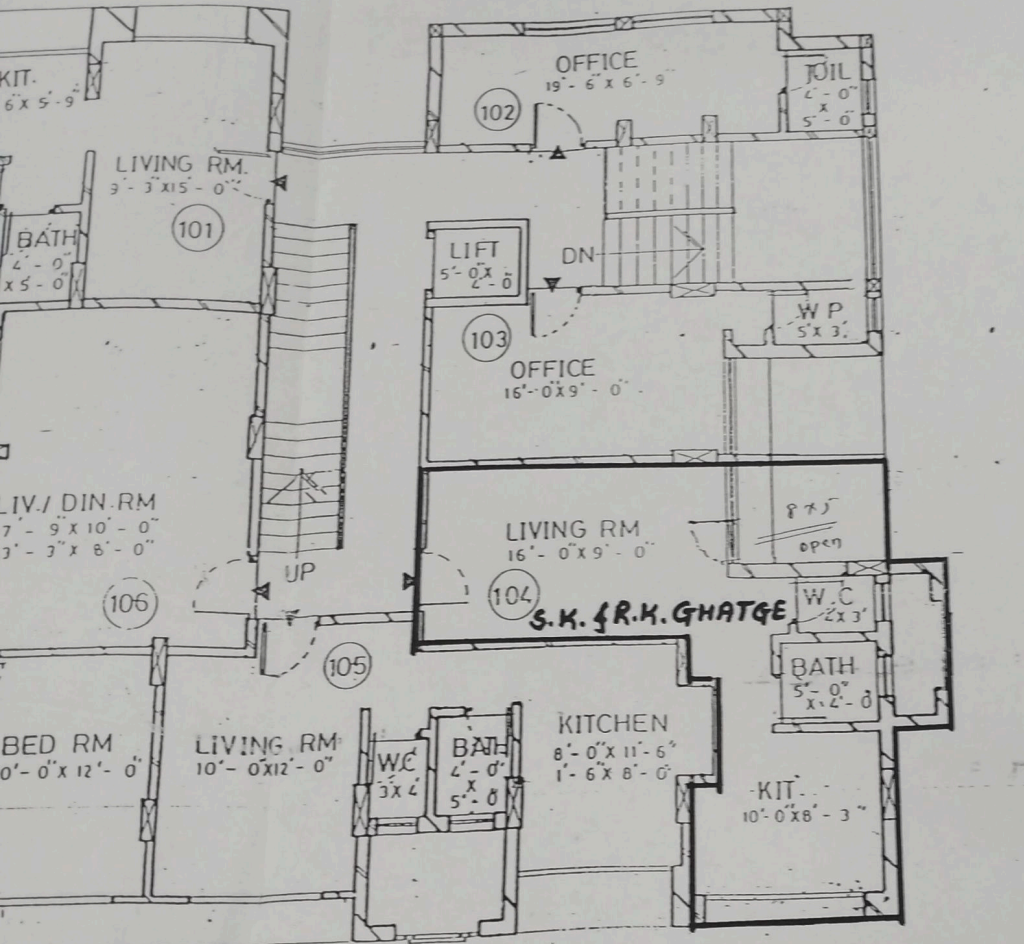 KIT.
6" X 5'-9"
LIVING RM.
9'-3" X 15'-0"
101
BATH
4'-0"
X 5'-0"
OFFICE
19'-6" X 6'-9"
102
TOIL
4'-0"
X
5'-0"
LIFT
5'-0" X
4'-0
DN
W P
5' X 3'
103
OFFICE
16'-0" X 9'-0"
LIV./ DIN.RM
7'-9" X 10'-0"
3'-3" X 8'-0"
106
UP
LIVING RM
16'-0" X 9'-0"
104
8 x 5
open
S.K. & R.K. GHATGE
W.C
4' X 3'
BATH
5'-0"
X 4'-0
105
BED RM
0'-0" X 12'-0"
LIVING RM
10'-0" X 12'-0"
W.C
3' X 4'
BATH
4'-0"
X
5'-0
KITCHEN
8'-0" X 11'-6"
1'-6" X 8'-0"
KIT.
10'-0" X 8'-3"